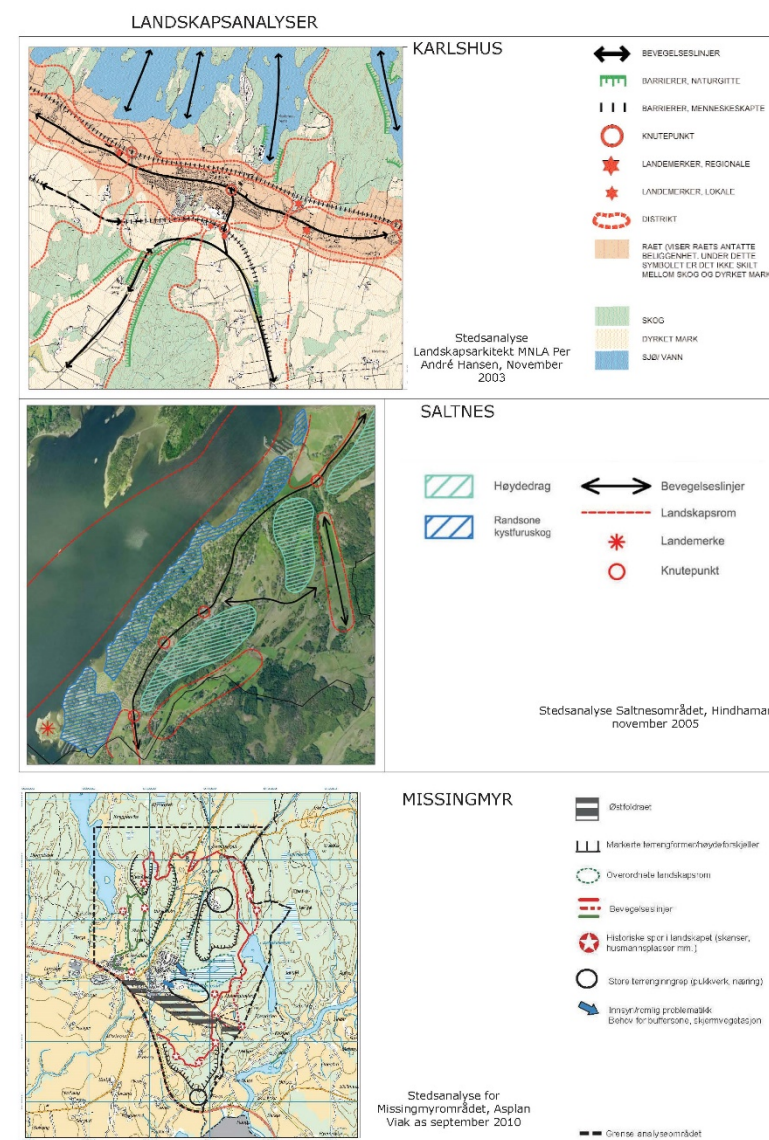 LANDSKAPSANALYSER
KARLSHUS
BEVEGELSESLINJER
BARRIERER, NATURGITTE
BARRIERER, MENNESKESKAPTE
KNUTEPUNKT
LANDEMERKER, REGIONALE
LANDEMERKER, LOKALE
DISTRIKT
RAET (VISER RAETS ANTATTE
BELIGGENHET. UNDER DETTE
SYMBOLET ER DET IKKE SKILT
MELLOM SKOG OG DYRKET MARK
SKOG
DYRKET MARK
SJØ/ VANN
Stedsanalyse
Landskapsarkitekt MNLA Per
André Hansen, November
2003
SALTNES
Høydedrag
Randsone
kystfuruskog
Bevegelseslinjer
Landskapsrom
Landemerke
Knutepunkt
Stedsanalyse Saltnesområdet, Hindhamar
november 2005
MISSINGMYR
Østfoldraet
Markerte terrengformer/høydeforskjeller
Overordnete landskapsrom
Bevegelseslinjer
Historiske spor i landskapet (skanser,
husmannsplasser mm.)
Store terrenginngrep (pukkverk, næring)
Innsyn/romlig problematikk
Behov for buffersone, skjermvegetasjon
Stedsanalyse for
Missingmyrområdet, Asplan
Viak as september 2010
Grense analyseområdet